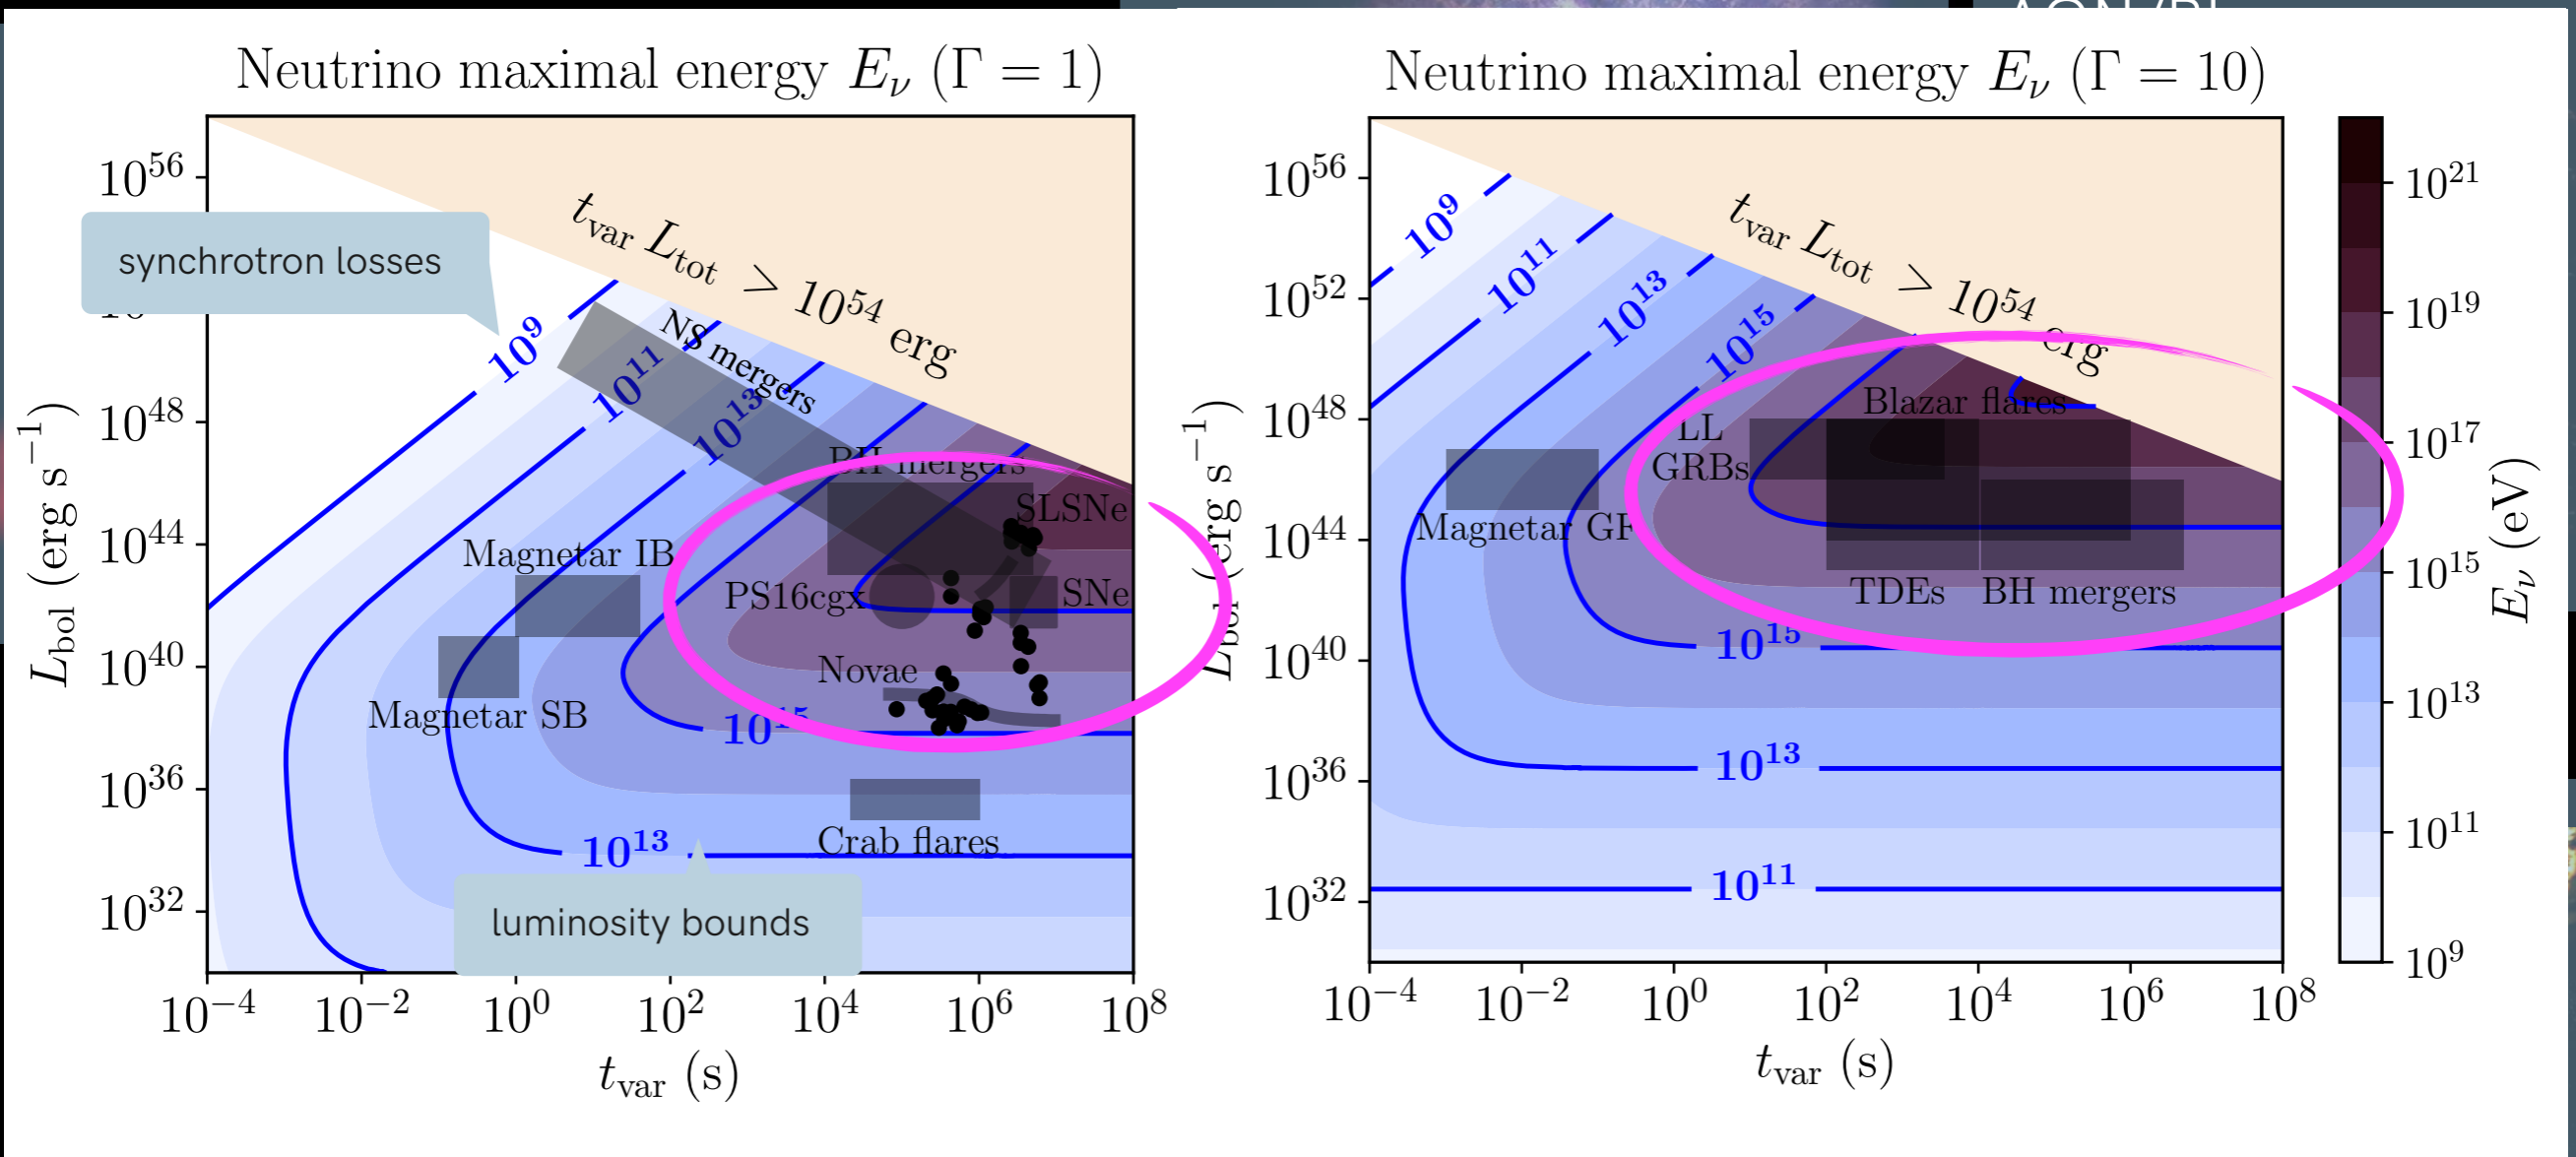 Neutrino maximal energy E_ν (Γ = 1)
10^56
10^48
10^44
10^40
10^36
10^32
L_bol (erg s^−1)
synchrotron losses
t_var L_tot > 10^54 erg
10^9
10^11
10^13
NS mergers
BH mergers
SLSNe
Magnetar IB
PS16cgx
SNe
Novae
Magnetar SB
10^15
Crab flares
10^13
luminosity bounds
10^−4 10^−2 10^0 10^2 10^4 10^6 10^8
t_var (s)
Neutrino maximal energy E_ν (Γ = 10)
10^56
10^52
10^48
10^44
10^40
10^36
10^32
L_bol (erg s^−1)
t_var L_tot > 10^54 erg
10^9
10^11
10^13
10^15
Blazar flares
LL
GRBs
Magnetar GF
TDEs BH mergers
10^15
10^13
10^11
10^−4 10^−2 10^0 10^2 10^4 10^6 10^8
t_var (s)
10^21
10^19
10^17
10^15
10^13
10^11
10^9
E_ν (eV)